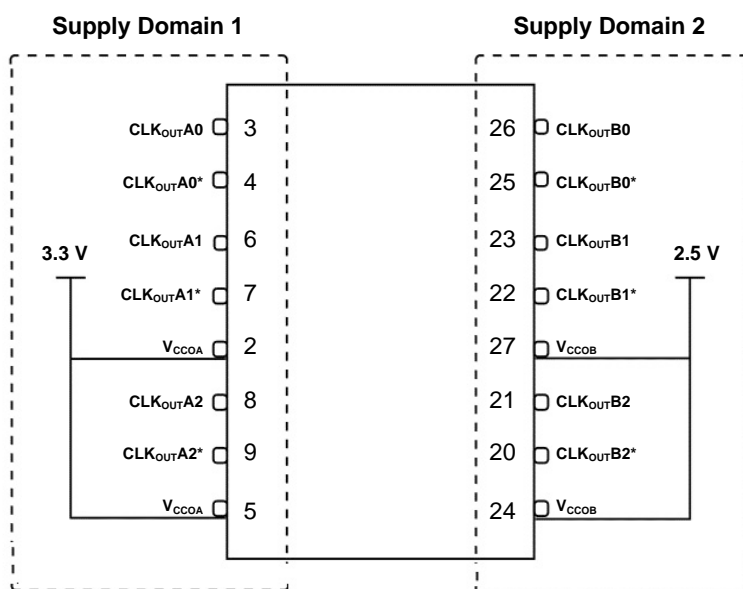 Supply Domain 1
Supply Domain 2
CLKOUTA0 3 26 CLKOUTB0
CLKOUTA0* 4 25 CLKOUTB0*
CLKOUTA1 6 23 CLKOUTB1
3.3 V
2.5 V
CLKOUTA1* 7 22 CLKOUTB1*
VCCOA 2 27 VCCOB
CLKOUTA2 8 21 CLKOUTB2
CLKOUTA2* 9 20 CLKOUTB2*
VCCOA 5 24 VCCOB